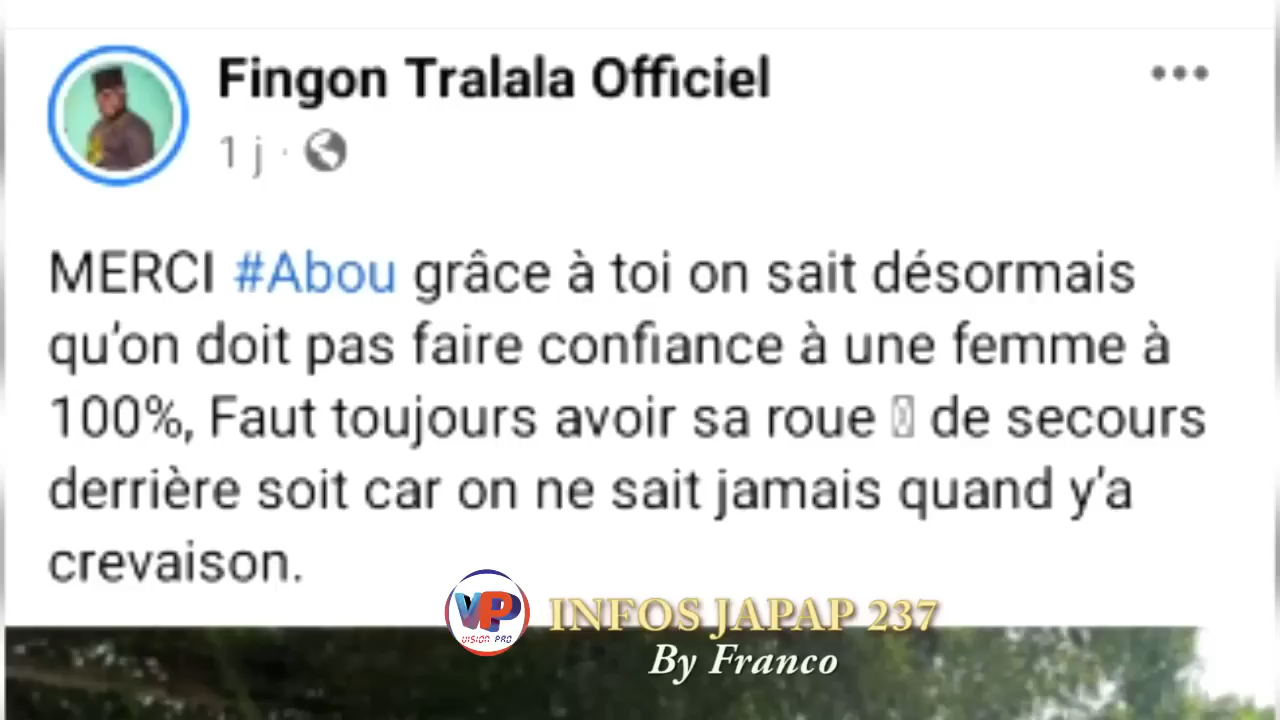 Fingon Tralala Officiel
1 j ·
MERCI #Abou grâce à toi on sait désormais
qu'on doit pas faire confiance à une femme à
100%, Faut toujours avoir sa roue de secours
derrière soit car on ne sait jamais quand y'a
crevaison.
VP
VISION PRO
INFOS JAPAP 237
By Franco